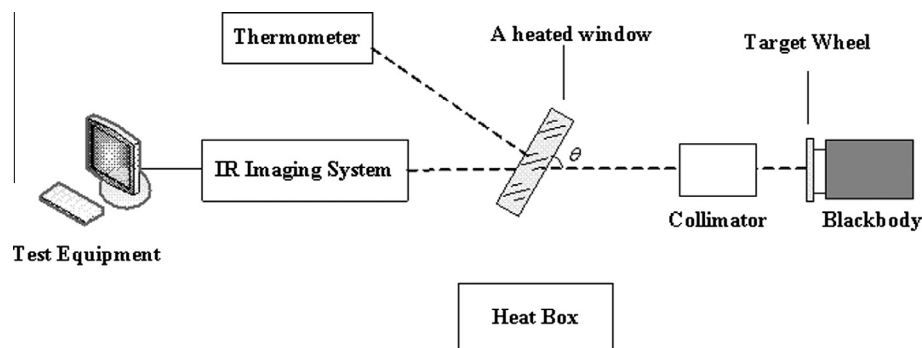 Thermometer
A heated window
Target Wheel
θ
IR Imaging System
Collimator
Blackbody
Test Equipment
Heat Box